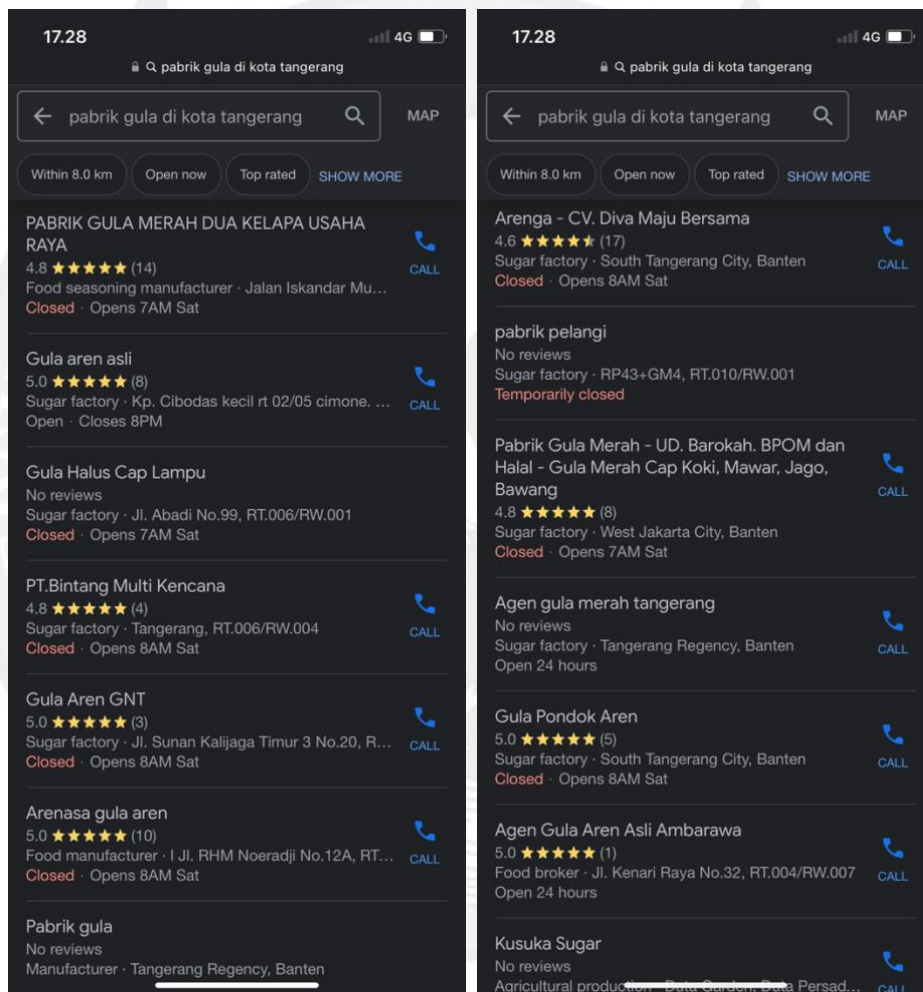 17.28
4G
pabrik gula di kota tangerang
pabrik gula di kota tangerang
MAP
Within 8.0 km
Open now
Top rated
SHOW MORE
PABRIK GULA MERAH DUA KELAPA USAHA
RAYA
4.8 ★★★★★ (14)
Food seasoning manufacturer · Jalan Iskandar Mu...
Closed · Opens 7AM Sat
CALL
Gula aren asli
5.0 ★★★★★ (8)
Sugar factory · Kp. Cibodas kecil rt 02/05 cimone. ...
Open · Closes 8PM
CALL
Gula Halus Cap Lampu
No reviews
Sugar factory · Jl. Abadi No.99, RT.006/RW.001
Closed · Opens 7AM Sat
PT.Bintang Multi Kencana
4.8 ★★★★★ (4)
Sugar factory · Tangerang, RT.006/RW.004
Closed · Opens 8AM Sat
CALL
Gula Aren GNT
5.0 ★★★★★ (3)
Sugar factory · Jl. Sunan Kalijaga Timur 3 No.20, R...
Closed · Opens 8AM Sat
CALL
Arenasa gula aren
5.0 ★★★★★ (10)
Food manufacturer · I Jl. RHM Noeradji No.12A, RT...
Closed · Opens 8AM Sat
CALL
Pabrik gula
No reviews
Manufacturer · Tangerang Regency, Banten
17.28
4G
pabrik gula di kota tangerang
pabrik gula di kota tangerang
MAP
Within 8.0 km
Open now
Top rated
SHOW MORE
Arenga - CV. Diva Maju Bersama
4.6 ★★★★★ (17)
Sugar factory · South Tangerang City, Banten
Closed · Opens 8AM Sat
CALL
pabrik pelangi
No reviews
Sugar factory · RP43+GM4, RT.010/RW.001
Temporarily closed
Pabrik Gula Merah - UD. Barokah. BPOM dan
Halal - Gula Merah Cap Koki, Mawar, Jago,
Bawang
4.8 ★★★★★ (8)
Sugar factory · West Jakarta City, Banten
Closed · Opens 7AM Sat
CALL
Agen gula merah tangerang
No reviews
Sugar factory · Tangerang Regency, Banten
Open 24 hours
CALL
Gula Pondok Aren
5.0 ★★★★★ (5)
Sugar factory · South Tangerang City, Banten
Closed · Opens 8AM Sat
CALL
Agen Gula Aren Asli Ambarawa
5.0 ★★★★★ (1)
Food broker · Jl. Kenari Raya No.32, RT.004/RW.007
Open 24 hours
CALL
Kusuka Sugar
No reviews
Agricultural production · Duta Garden, Duta Persad...
CALL